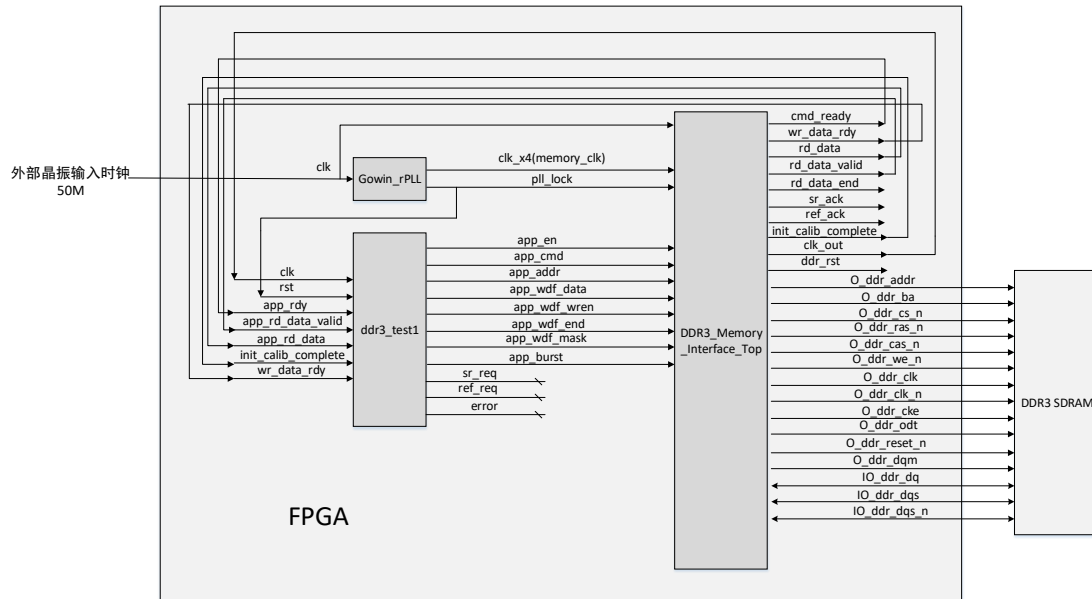 外部晶振输入时钟
50M
clk
Gowin_rPLL
clk_x4(memory_clk)
pll_lock
clk
rst
app_rdy
app_rd_data_valid
app_rd_data
init_calib_complete
wr_data_rdy
ddr3_test1
app_en
app_cmd
app_addr
app_wdf_data
app_wdf_wren
app_wdf_end
app_wdf_mask
app_burst
sr_req
ref_req
error
DDR3_Memory
_Interface_Top
cmd_ready
wr_data_rdy
rd_data
rd_data_valid
rd_data_end
sr_ack
ref_ack
init_calib_complete
clk_out
ddr_rst
O_ddr_addr
O_ddr_ba
O_ddr_cs_n
O_ddr_ras_n
O_ddr_cas_n
O_ddr_we_n
O_ddr_clk
O_ddr_clk_n
O_ddr_cke
O_ddr_odt
O_ddr_reset_n
O_ddr_dqm
IO_ddr_dq
IO_ddr_dqs
IO_ddr_dqs_n
DDR3 SDRAM
FPGA